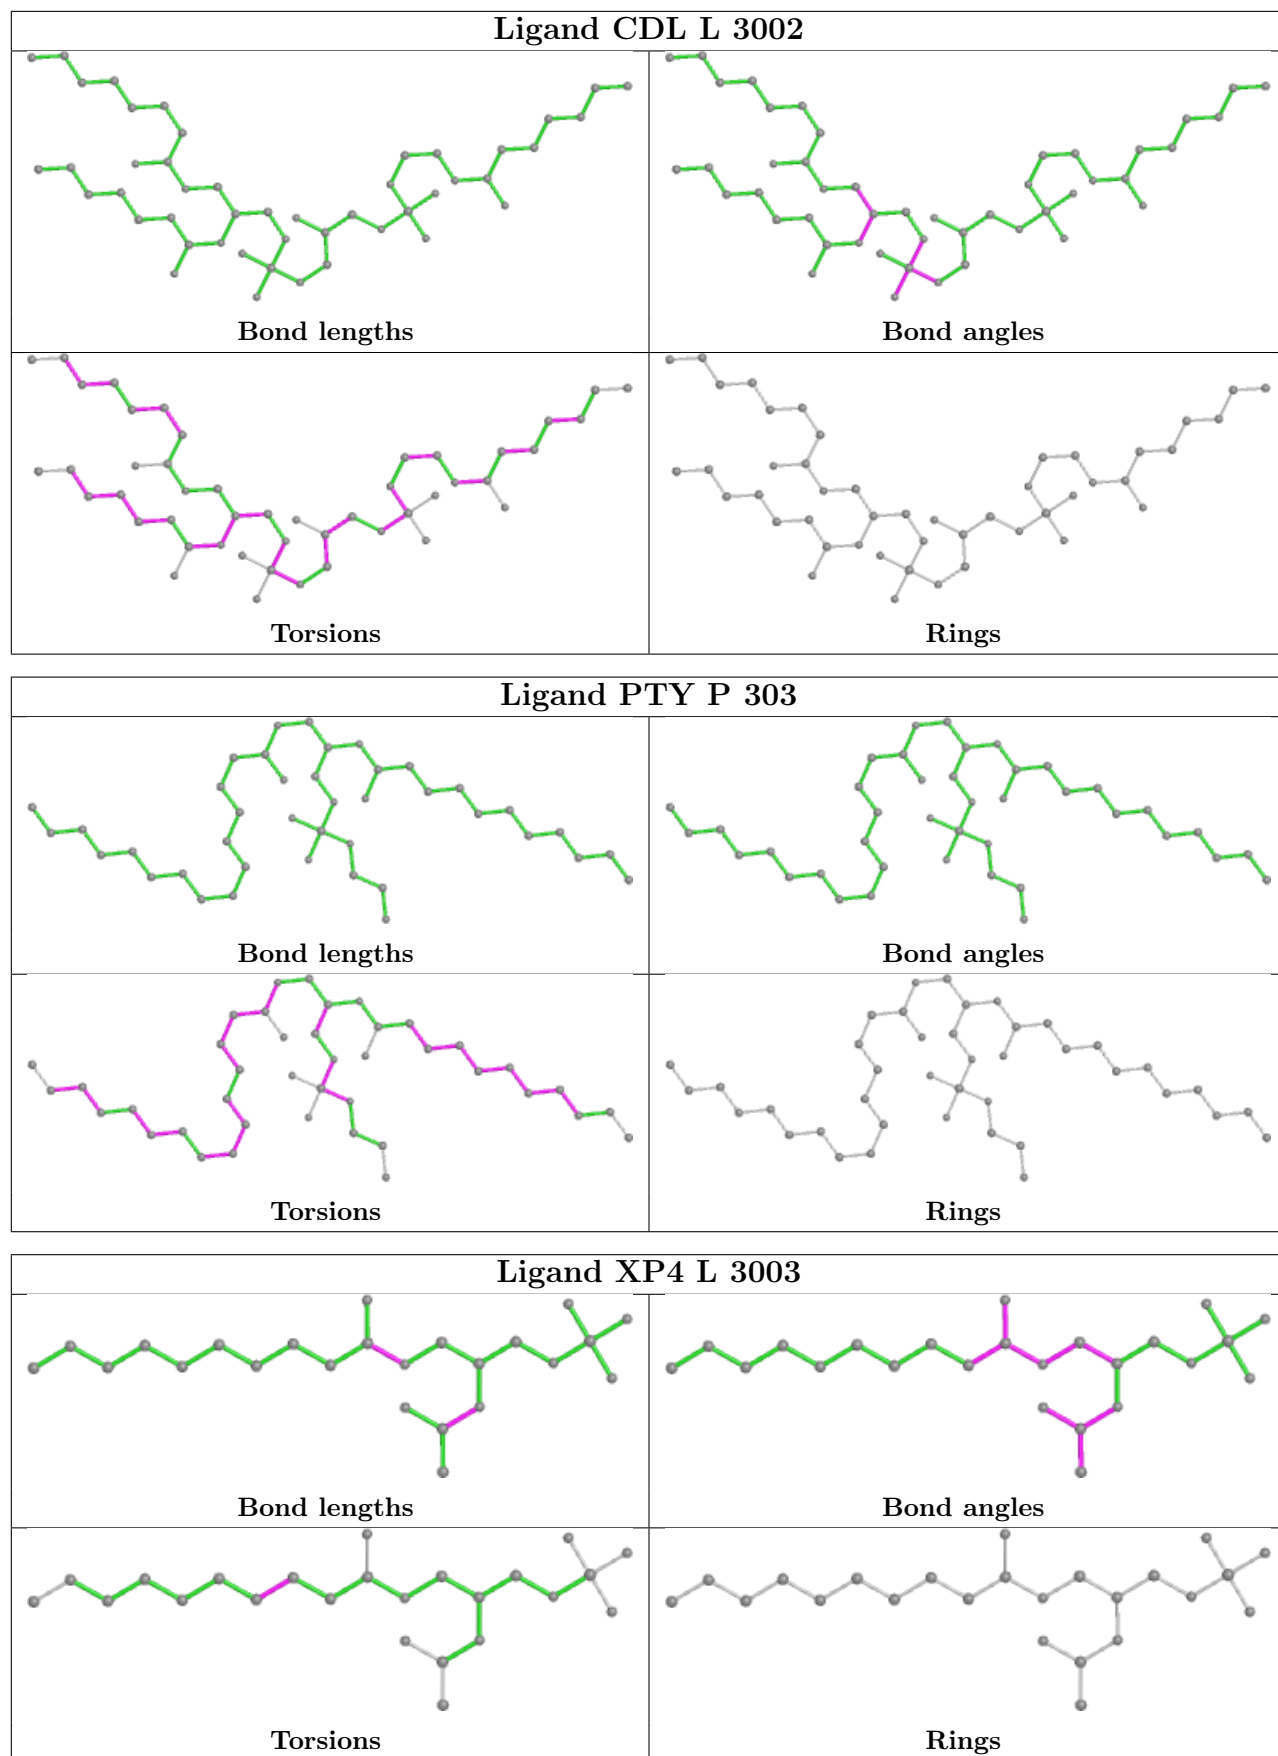 Ligand CDL L 3002
Bond lengths
Bond angles
Torsions
Rings
Ligand PTY P 303
Bond lengths
Bond angles
Torsions
Rings
Ligand XP4 L 3003
Bond lengths
Bond angles
Torsions
Rings